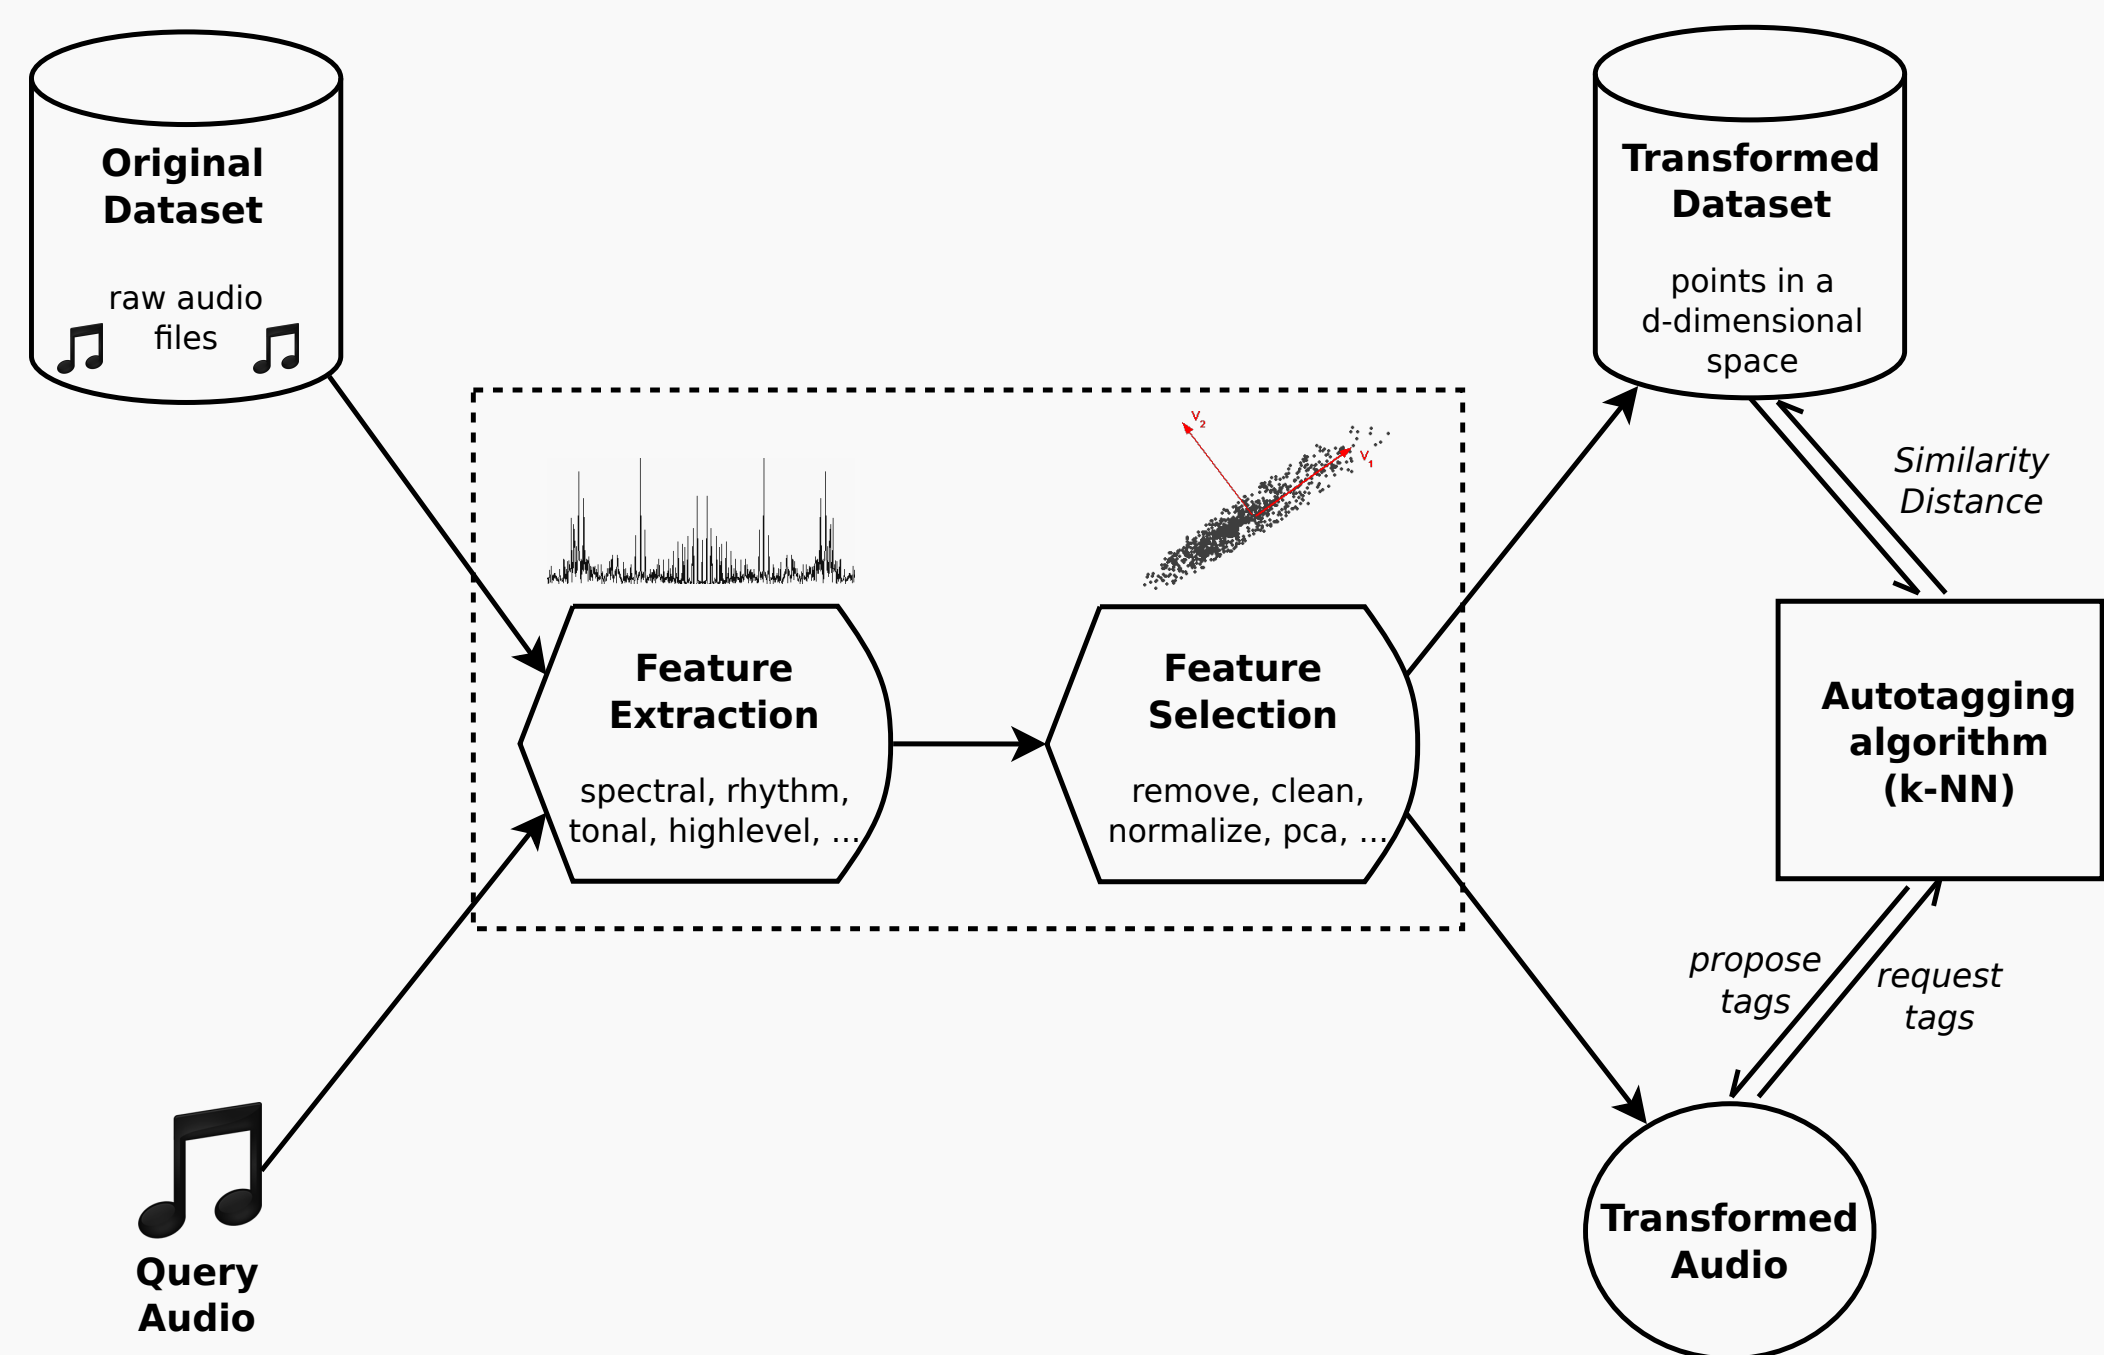 Original
Dataset
raw audio
files
Transformed
Dataset
points in a
d-dimensional
space
V2
V1
Similarity
Distance
Feature
Extraction
spectral, rhythm,
tonal, highlevel, ...
Feature
Selection
remove, clean,
normalize, pca, ...
Autotagging
algorithm
(k-NN)
propose
tags
request
tags
Query
Audio
Transformed
Audio